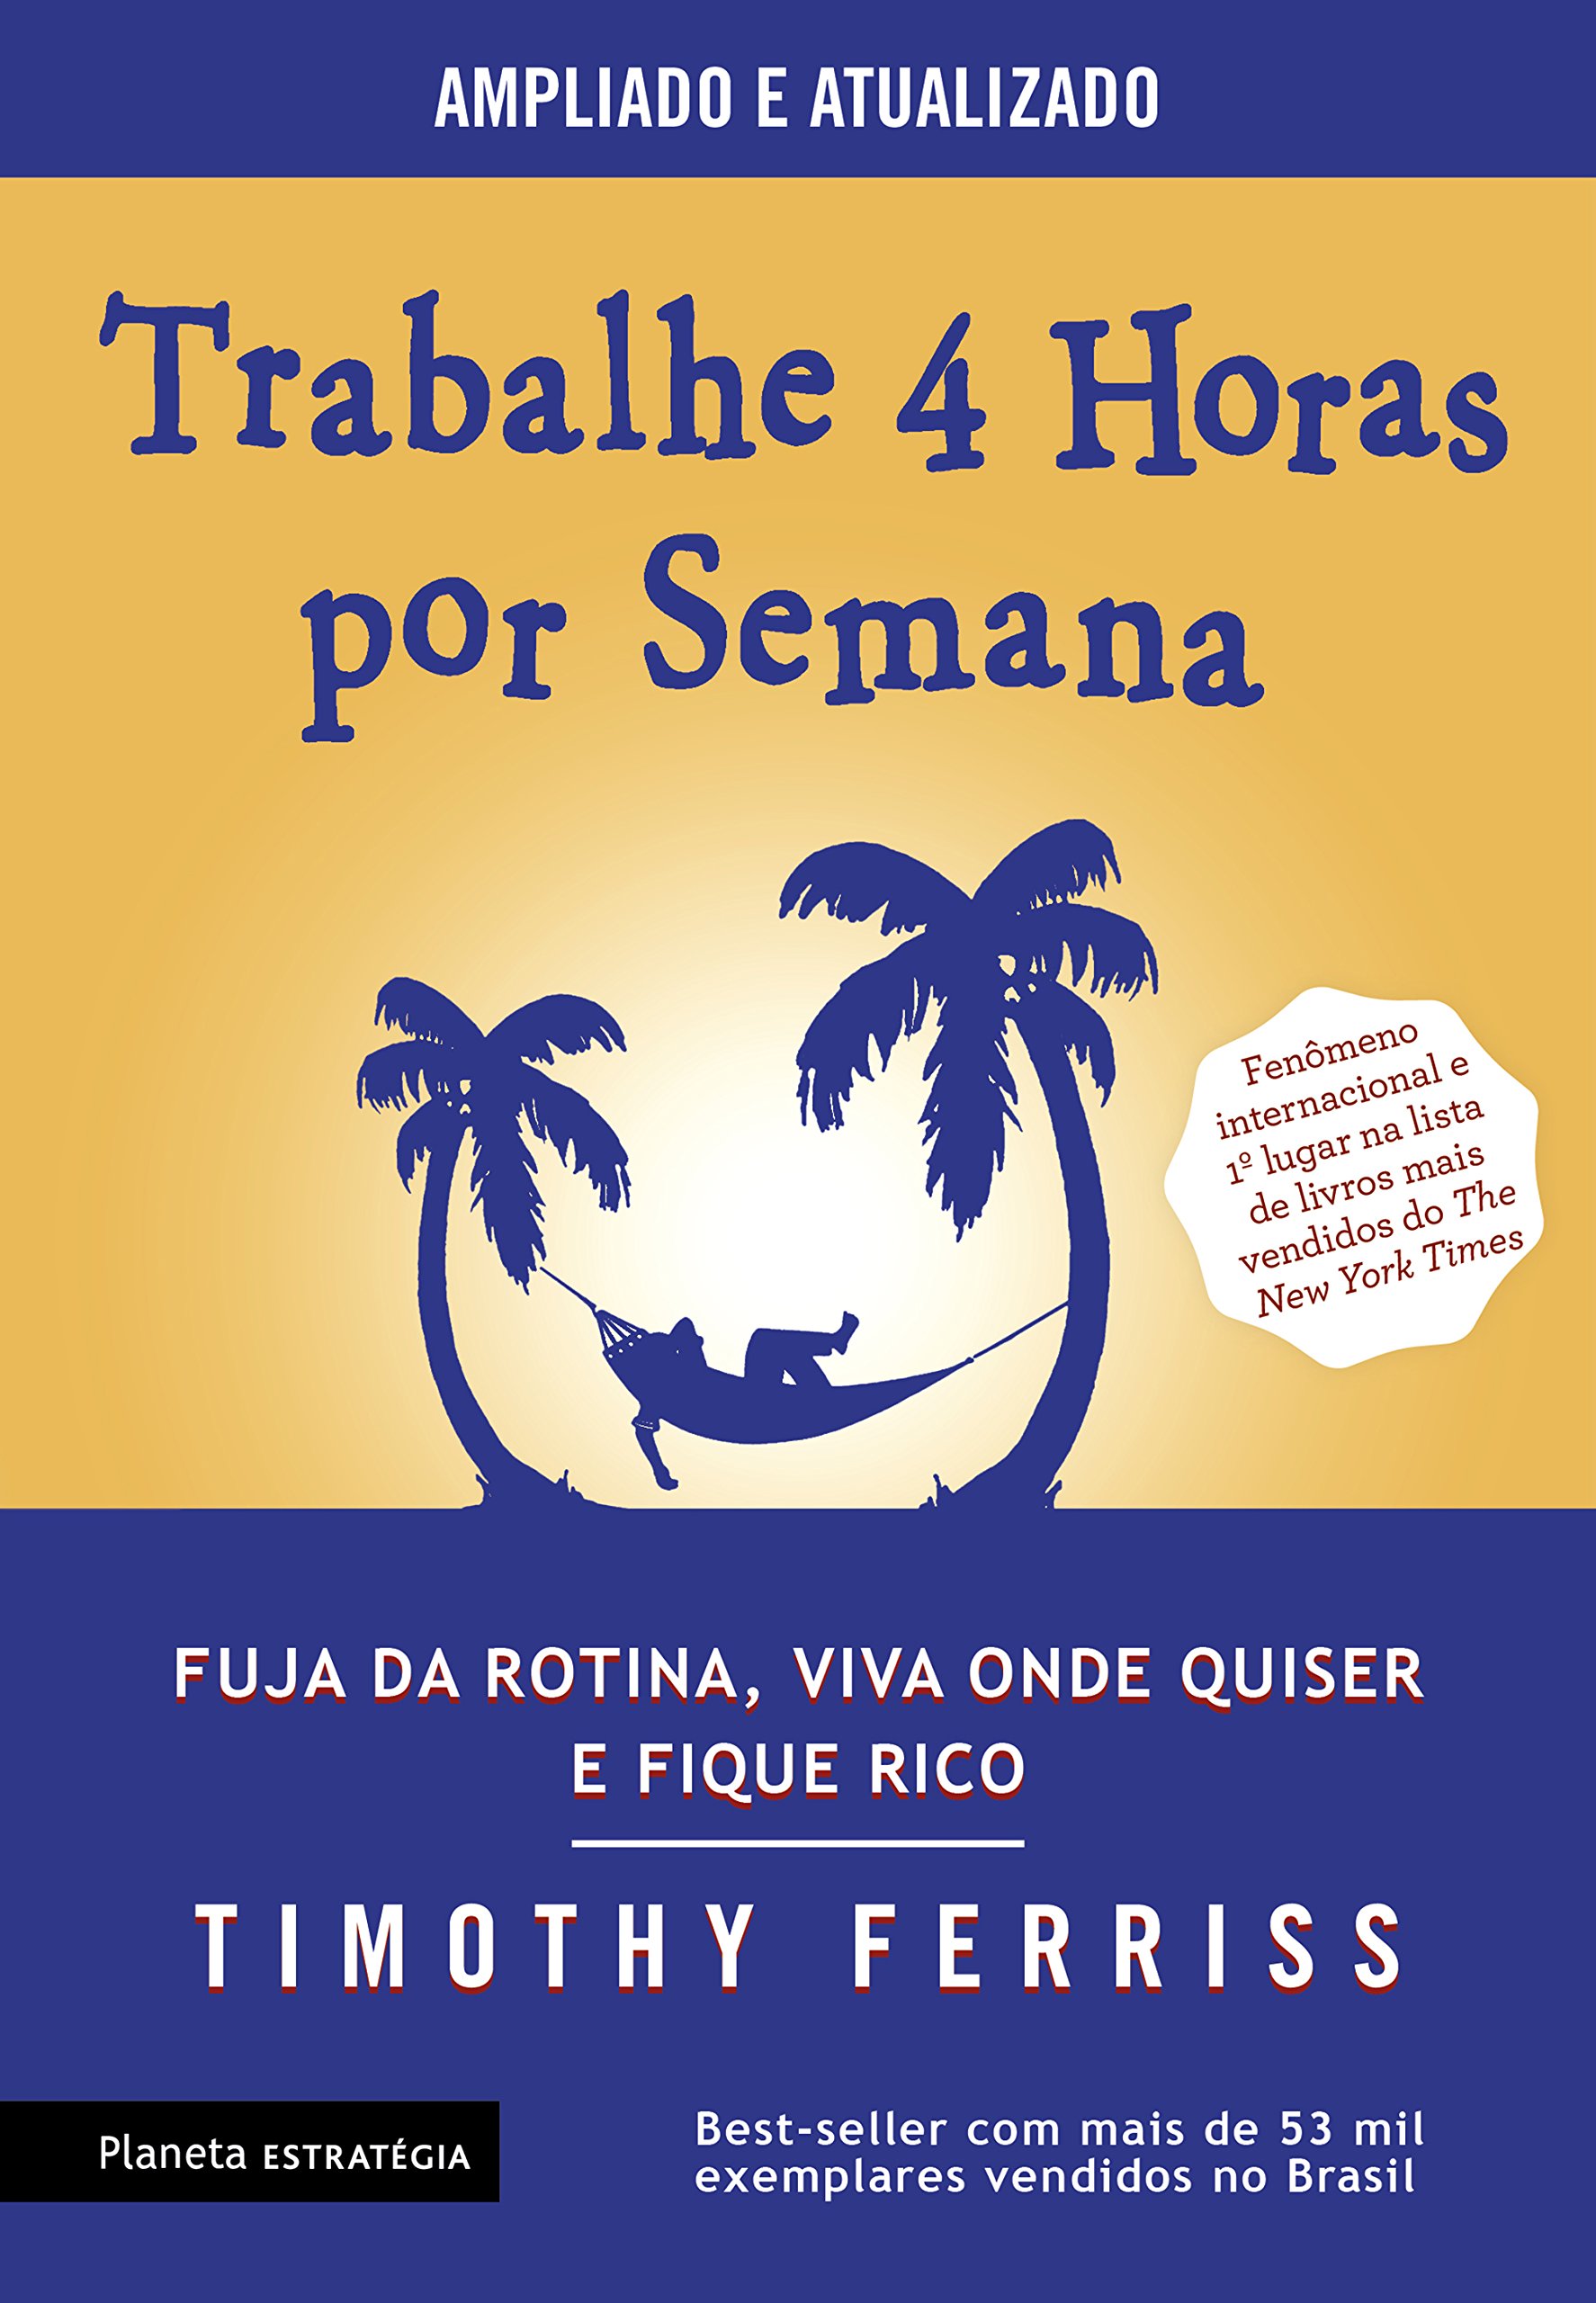 AMPLIADO E ATUALIZADO
Trabalhe 4 Horas
por Semana
Fenômeno
internacional e
1º lugar na lista
de livros mais
vendidos do The
New York Times
FUJA DA ROTINA, VIVA ONDE QUISER
E FIQUE RICO
TIMOTHY FERRISS
Planeta ESTRATÉGIA
Best-seller com mais de 53 mil
exemplares vendidos no Brasil